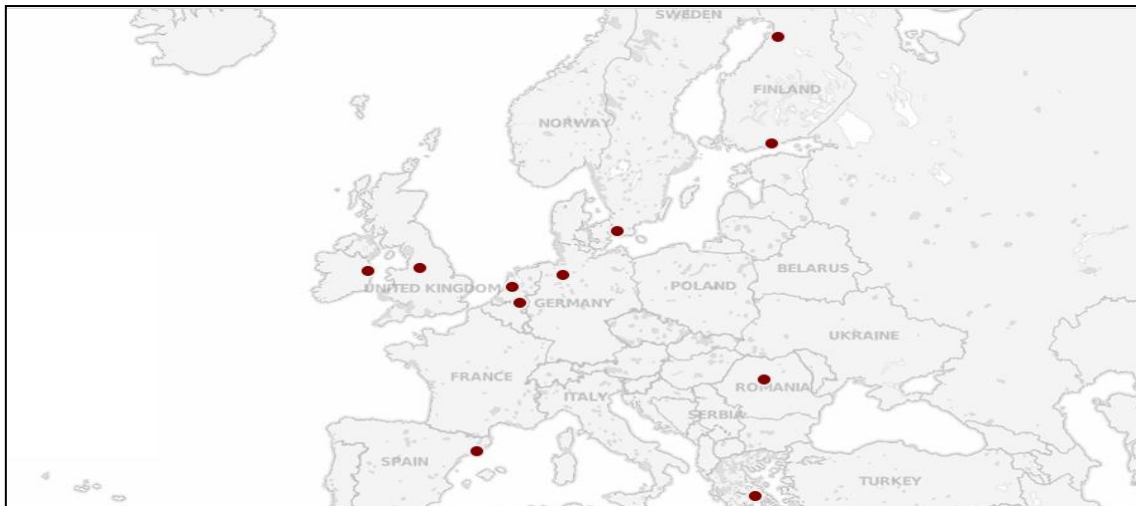 SWEDEN
FINLAND
NORWAY
BELARUS
UNITED KINGDOM
POLAND
GERMANY
UKRAINE
FRANCE
ROMANIA
ITALY
SERBIA
SPAIN
TURKEY